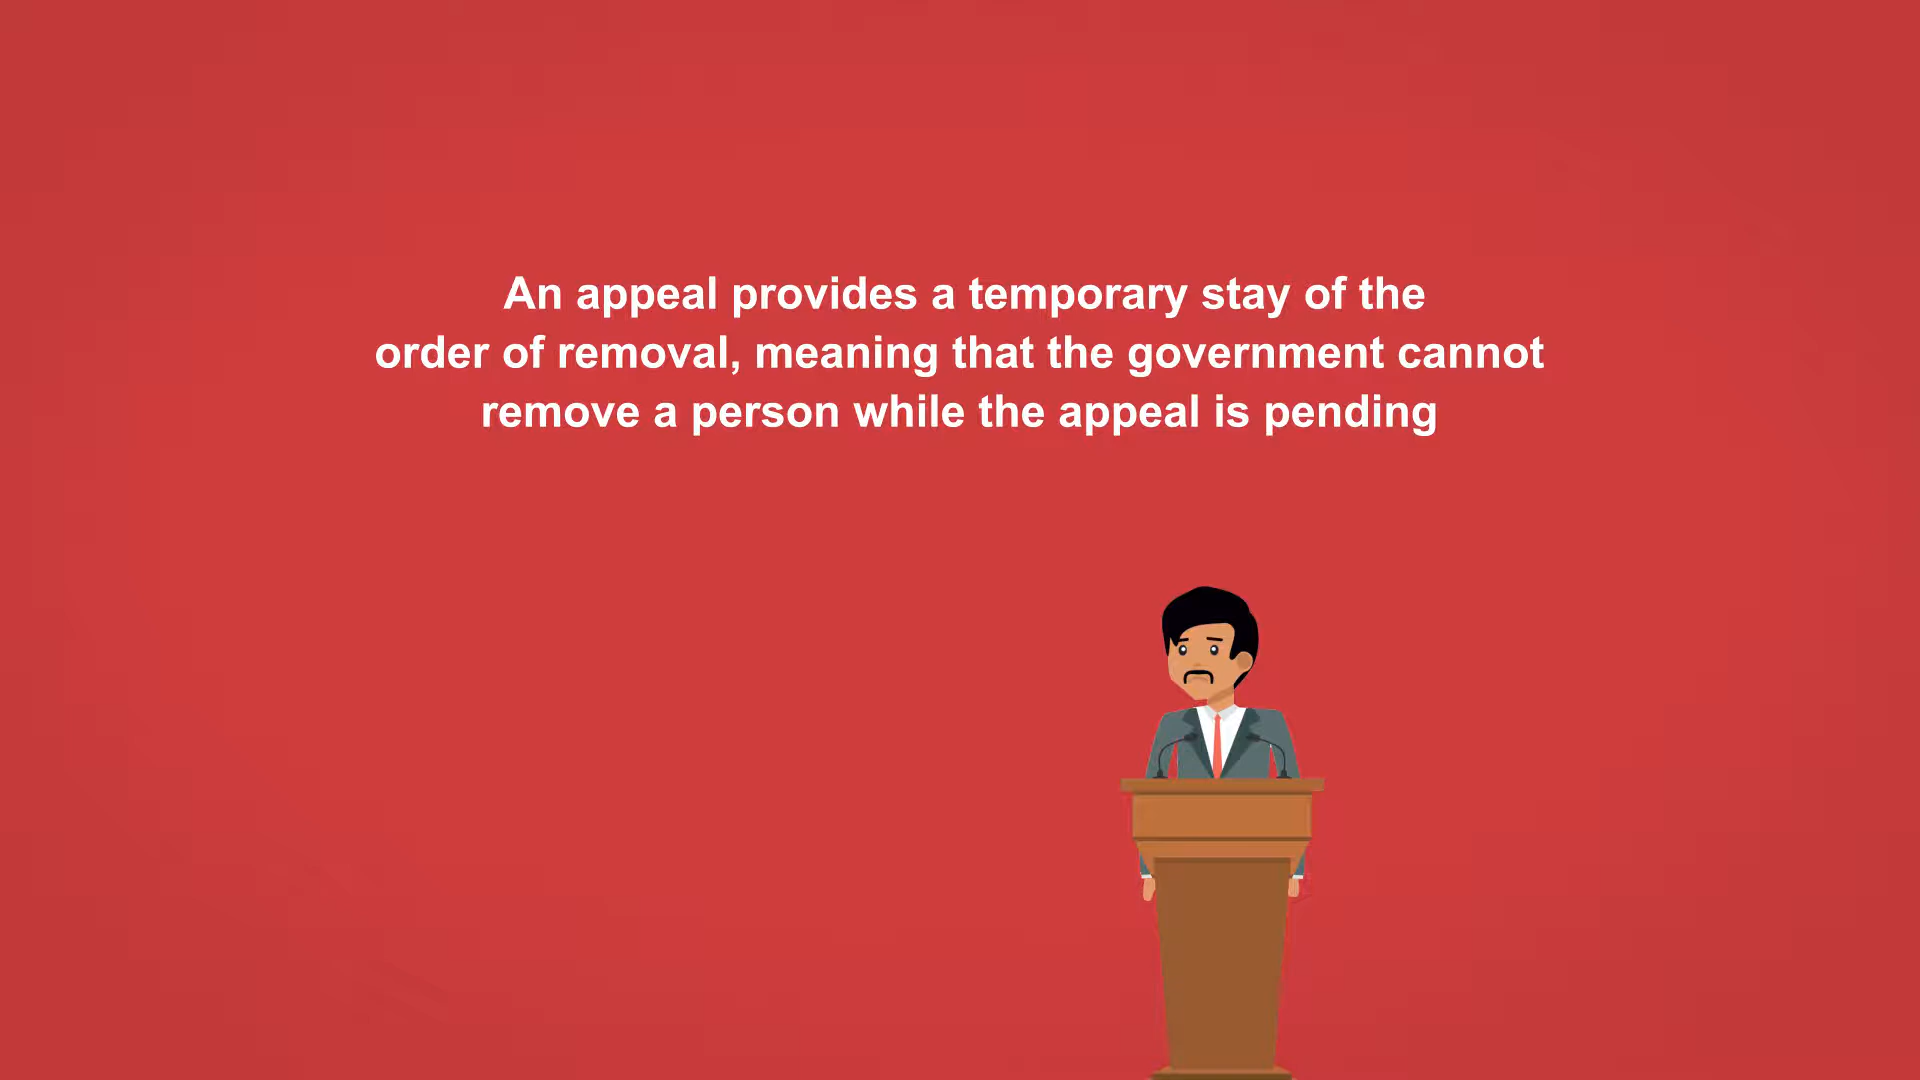 An appeal provides a temporary stay of the
order of removal, meaning that the government cannot
remove a person while the appeal is pending